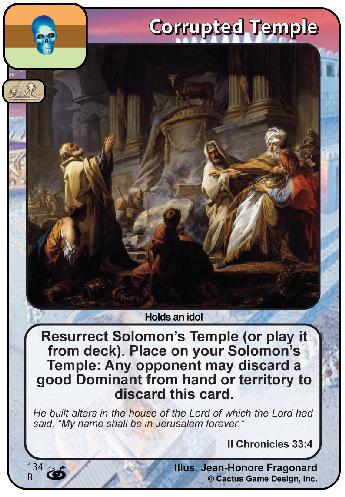 Corrupted Temple
Holds an idol
Resurrect Solomon's Temple (or play it
from deck). Place on your Solomon's
Temple: Any opponent may discard a
good Dominant from hand or territory to
discard this card.
He built alters in the house of the Lord of which the Lord had
said, "My name shall be in Jerusalem forever."
II Chronicles 33:4
134
R
Illus. Jean-Honore Fragonard
© Cactus Game Design, Inc.